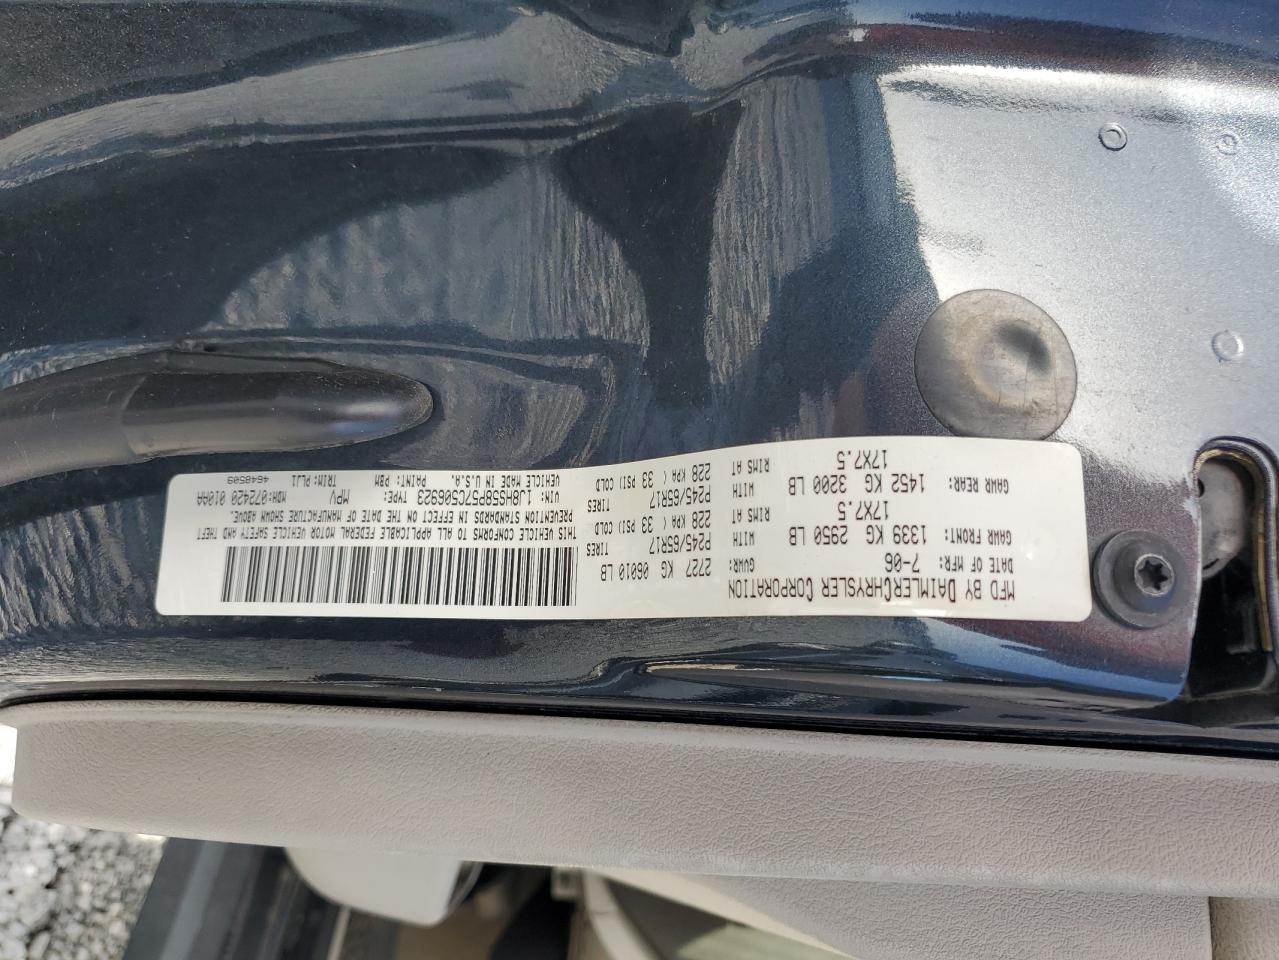 MFD BY DAIMLERCHRYSLER CORPORATION
DATE OF MFR: 7-06 GVWR: 2727 KG 06010 LB
GAWR FRONT: 1339 KG 2950 LB WITH P245/65R17 TIRES
17X7.5 RIMS AT 228 KPA ( 33 PSI) COLD
GAWR REAR: 1452 KG 3200 LB WITH P245/65R17 TIRES
17X7.5 RIMS AT 228 KPA ( 33 PSI) COLD
THIS VEHICLE CONFORMS TO ALL APPLICABLE FEDERAL MOTOR VEHICLE SAFETY AND THEFT
PREVENTION STANDARDS IN EFFECT ON THE DATE OF MANUFACTURE SHOWN ABOVE.
VIN: 1J8HS58P57C506923 TYPE: MPV MDH:072420 010AA
VEHICLE MADE IN U.S.A. PAINT: PBM TRIM: PLJ1 4648509